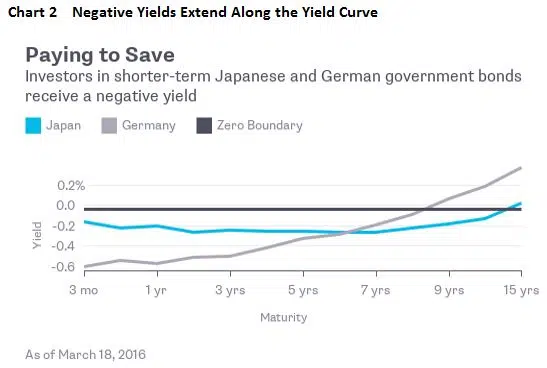 Chart 2 Negative Yields Extend Along the Yield Curve
Paying to Save
Investors in shorter-term Japanese and German government bonds
receive a negative yield
Japan Germany Zero Boundary
0.2%
0.0
-0.2
-0.4
-0.6
Yield
3 mo 1 yr 3 yrs 5 yrs 7 yrs 9 yrs 15 yrs
Maturity
As of March 18, 2016